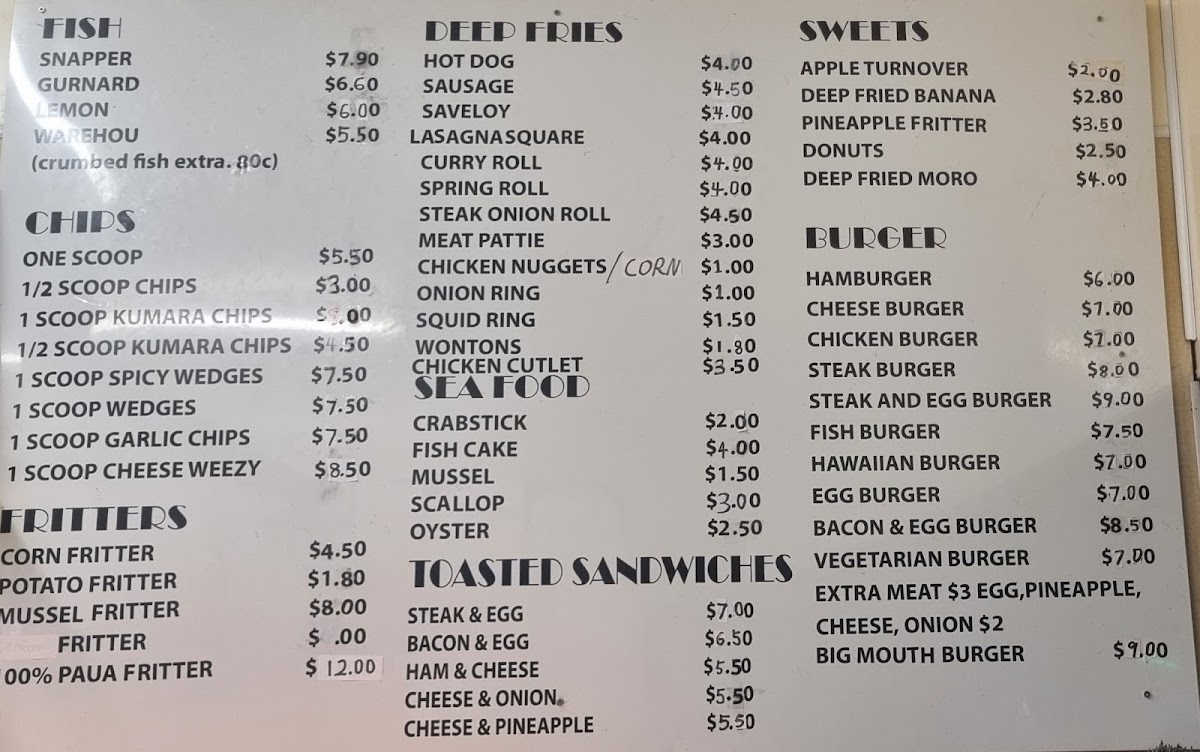 FISH
SNAPPER $7.90
GURNARD $6.60
LEMON $6.00
WAREHOU $5.50
(crumbed fish extra. 80c)
CHIPS
ONE SCOOP $5.50
1/2 SCOOP CHIPS $3.00
1 SCOOP KUMARA CHIPS .00
1/2 SCOOP KUMARA CHIPS $4.50
1 SCOOP SPICY WEDGES $7.50
1 SCOOP WEDGES $7.50
1 SCOOP GARLIC CHIPS $7.50
1 SCOOP CHEESE WEEZY $8.50
FRITTERS
CORN FRITTER $4.50
POTATO FRITTER $1.80
MUSSEL FRITTER $8.00
FRITTER $ .00
00% PAUA FRITTER $ 12.00
DEEP FRIES
HOT DOG $4.00
SAUSAGE $4.50
SAVELOY $4.00
LASAGNASQUARE $4.00
CURRY ROLL $4.00
SPRING ROLL $4.00
STEAK ONION ROLL $4.50
MEAT PATTIE $3.00
CHICKEN NUGGETS/CORN $1.00
ONION RING $1.00
SQUID RING $1.50
WONTONS $1.80
CHICKEN CUTLET $3.50
SEA FOOD
CRABSTICK $2.00
FISH CAKE $4.00
MUSSEL $1.50
SCALLOP $3.00
OYSTER $2.50
TOASTED SANDWICHES
STEAK & EGG $7.00
BACON & EGG $6.50
HAM & CHEESE $5.50
CHEESE & ONION $5.50
CHEESE & PINEAPPLE $5.50
SWEETS
APPLE TURNOVER $2.00
DEEP FRIED BANANA $2.80
PINEAPPLE FRITTER $3.50
DONUTS $2.50
DEEP FRIED MORO $4.00
BURGER
HAMBURGER $6.00
CHEESE BURGER $7.00
CHICKEN BURGER $7.00
STEAK BURGER $8.00
STEAK AND EGG BURGER $9.00
FISH BURGER $7.50
HAWAIIAN BURGER $7.00
EGG BURGER $7.00
BACON & EGG BURGER $8.50
VEGETARIAN BURGER $7.00
EXTRA MEAT $3 EGG,PINEAPPLE,
CHEESE, ONION $2
BIG MOUTH BURGER $9.00